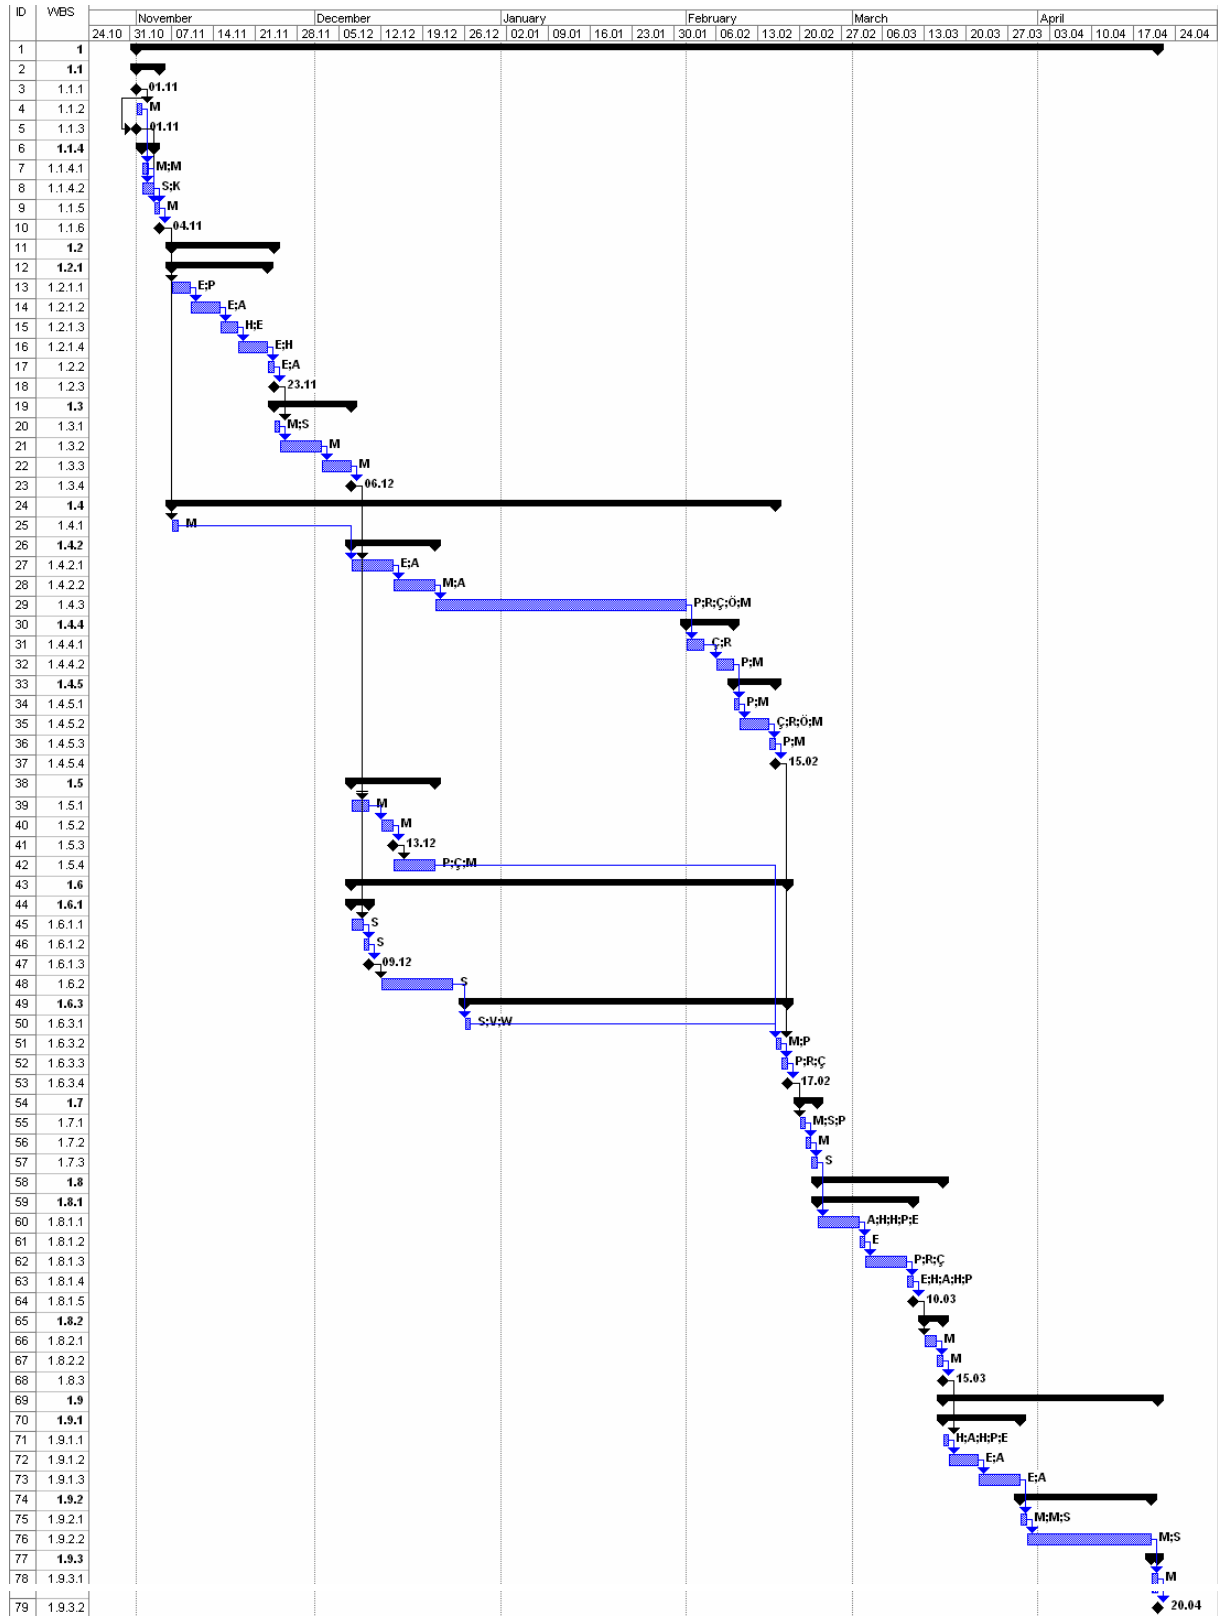 ID WBS November December January February March April
24.10 31.10 07.11 14.11 21.11 28.11 05.12 12.12 19.12 26.12 02.01 09.01 16.01 23.01 30.01 06.02 13.02 20.02 27.02 06.03 13.03 20.03 27.03 03.04 10.04 17.04 24.04
1 1
2 1.1
3 1.1.1 01.11
4 1.1.2 M
5 1.1.3 01.11
6 1.1.4
7 1.1.4.1 M;M
8 1.1.4.2 S;K
9 1.1.5 M
10 1.1.6 04.11
11 1.2
12 1.2.1
13 1.2.1.1 E;P
14 1.2.1.2 E;A
15 1.2.1.3 H;E
16 1.2.1.4 E;H
17 1.2.2 E;A
18 1.2.3 23.11
19 1.3
20 1.3.1 M;S
21 1.3.2 M
22 1.3.3 M
23 1.3.4 06.12
24 1.4
25 1.4.1 M
26 1.4.2
27 1.4.2.1 E;A
28 1.4.2.2 M;A
29 1.4.3 P;R;Ç;Ö;M
30 1.4.4
31 1.4.4.1 Ç;R
32 1.4.4.2 P;M
33 1.4.5
34 1.4.5.1 P;M
35 1.4.5.2 Ç;R;Ö;M
36 1.4.5.3 P;M
37 1.4.5.4 15.02
38 1.5
39 1.5.1 M
40 1.5.2 M
41 1.5.3 13.12
42 1.5.4 P;Ç;M
43 1.6
44 1.6.1
45 1.6.1.1 S
46 1.6.1.2 S
47 1.6.1.3 09.12
48 1.6.2 S
49 1.6.3
50 1.6.3.1 S;V;W
51 1.6.3.2 M;P
52 1.6.3.3 P;R;Ç
53 1.6.3.4 17.02
54 1.7
55 1.7.1 M;S;P
56 1.7.2 M
57 1.7.3 S
58 1.8
59 1.8.1
60 1.8.1.1 A;H;H;P;E
61 1.8.1.2 E
62 1.8.1.3 P;R;Ç
63 1.8.1.4 E;H;A;H;P
64 1.8.1.5 10.03
65 1.8.2
66 1.8.2.1 M
67 1.8.2.2 M
68 1.8.3 15.03
69 1.9
70 1.9.1
71 1.9.1.1 H;A;H;P;E
72 1.9.1.2 E;A
73 1.9.1.3 E;A
74 1.9.2
75 1.9.2.1 M;M;S
76 1.9.2.2 M;S
77 1.9.3
78 1.9.3.1 M
79 1.9.3.2 20.04